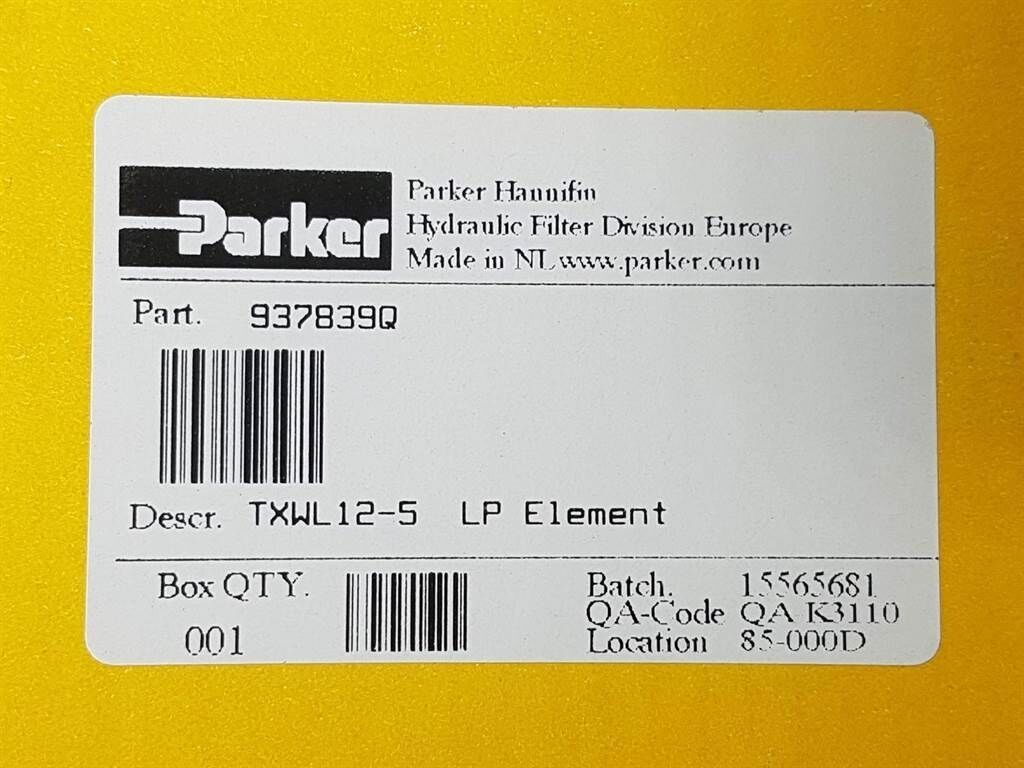 Parker
Parker Hannifin
Hydraulic Filter Division Europe
Made in NL www.parker.com
Part. 937839Q
Descr. TXWL12-5 LP Element
Box QTY.
001
Batch. 15565681
QA-Code QA K3110
Location 85-000D